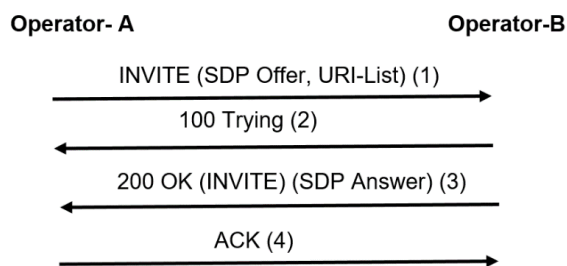 Operator- A Operator-B
INVITE (SDP Offer, URI-List) (1)
100 Trying (2)
200 OK (INVITE) (SDP Answer) (3)
ACK (4)